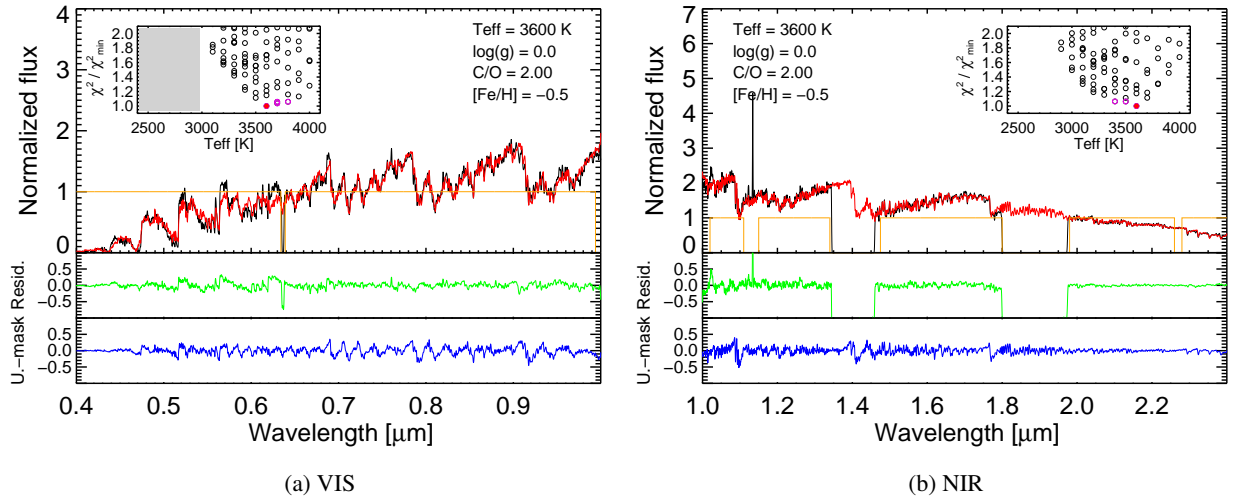 4
3
2
1
0
Normalized flux
2.0
1.8
1.6
1.4
1.2
1.0
χ² / χ²min
2500 3000 3500 4000
Teff [K]
Teff = 3600 K
log(g) = 0.0
C/O = 2.00
[Fe/H] = −0.5
0.5
0.0
−0.5
Resid.
0.5
0.0
−0.5
U.−mask
0.4 0.5 0.6 0.7 0.8 0.9
Wavelength [μm]
(a) VIS
7
6
5
4
3
2
1
0
Normalized flux
Teff = 3600 K
log(g) = 0.0
C/O = 2.00
[Fe/H] = −0.5
2.0
1.8
1.6
1.4
1.2
1.0
χ² / χ²min
2500 3000 3500 4000
Teff [K]
0.5
0.0
−0.5
Resid.
0.5
0.0
−0.5
U.−mask
1.0 1.2 1.4 1.6 1.8 2.0 2.2
Wavelength [μm]
(b) NIR